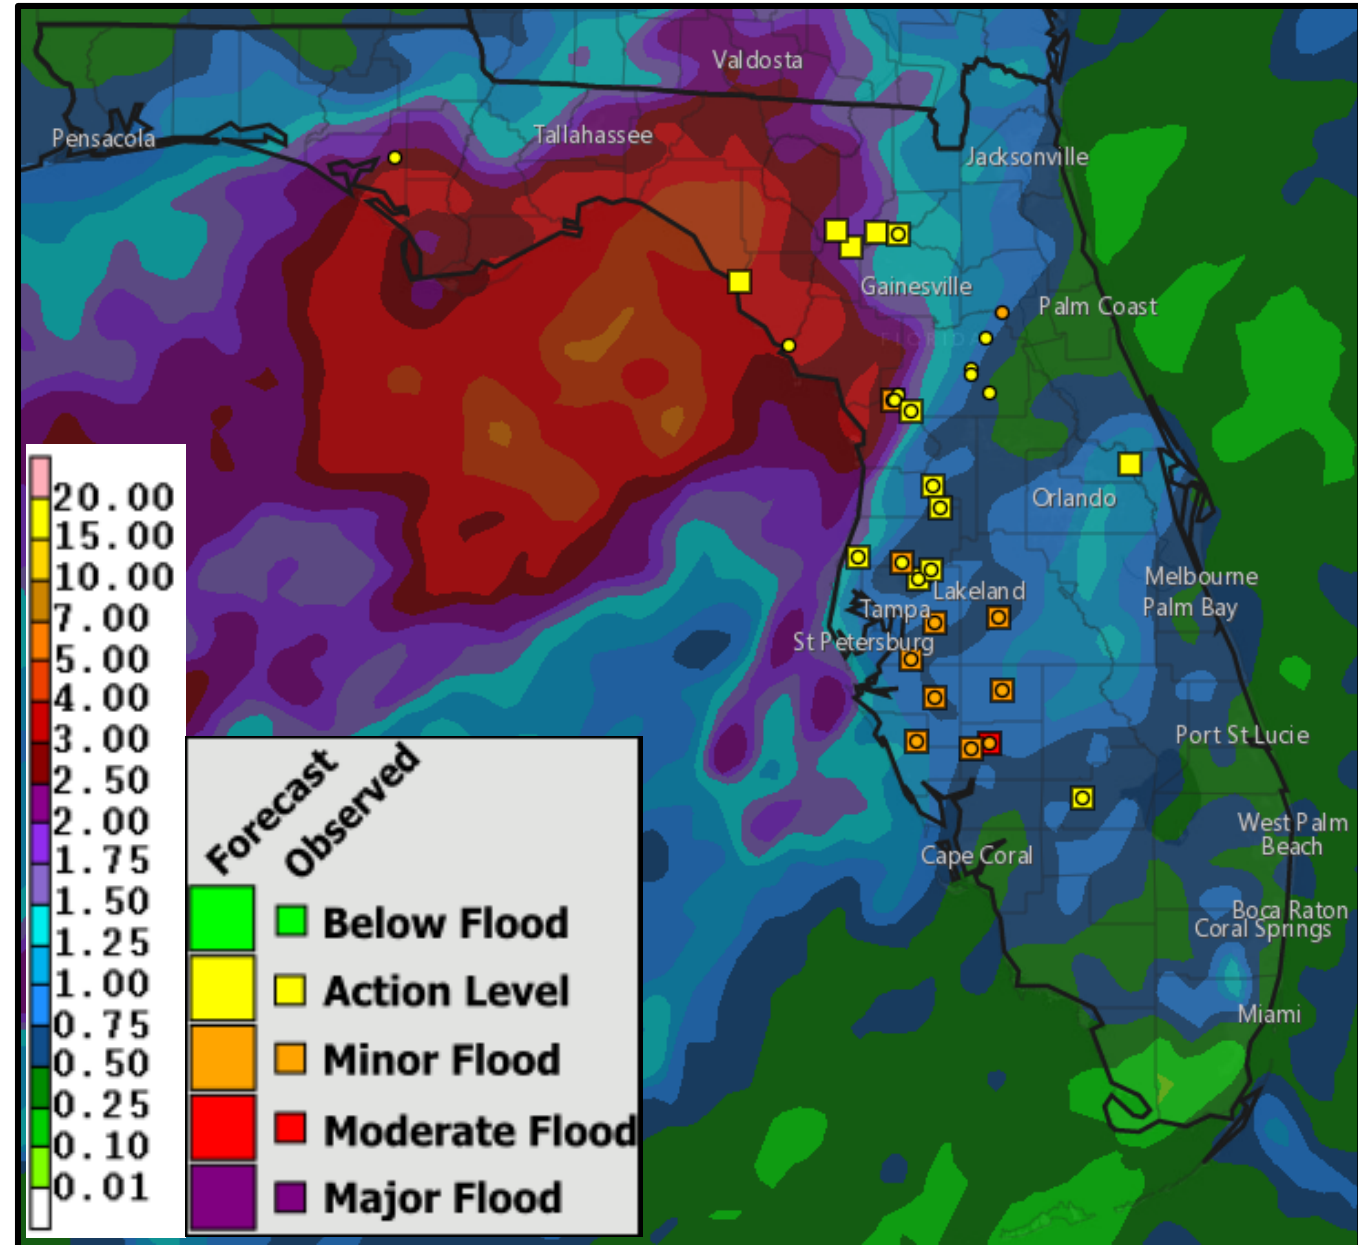 Valdosta
Pensacola
Tallahassee
Jacksonville
Gainesville
Palm Coast
FLORIDA
Orlando
Melbourne
Lakeland
Tampa
Palm Bay
St Petersburg
Port St Lucie
West Palm
Beach
Cape Coral
Boca Raton
Coral Springs
Miami
20.00
15.00
10.00
7.00
5.00
4.00
3.00
2.50
2.00
1.75
1.50
1.25
1.00
0.75
0.50
0.25
0.10
0.01
Forecast
Observed
Below Flood
Action Level
Minor Flood
Moderate Flood
Major Flood